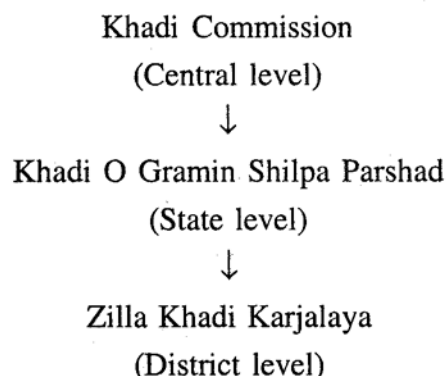 Khadi Commission
(Central level)
↓
Khadi O Gramin Shilpa Parshad
(State level)
↓
Zilla Khadi Karjalaya
(District level)